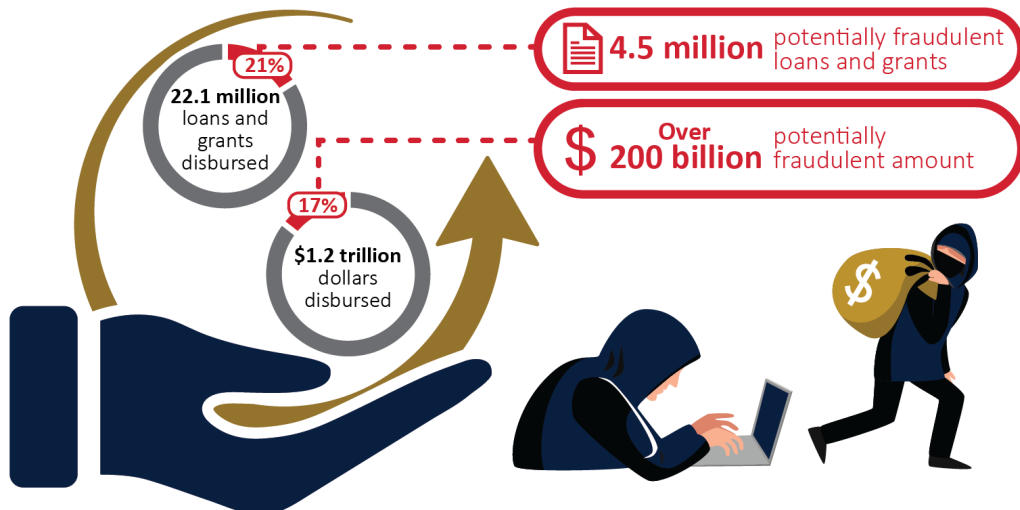 21%
22.1 million
loans and
grants
disbursed
4.5 million
potentially fraudulent
loans and grants
17%
$1.2 trillion
dollars
disbursed
$
Over
200 billion
potentially
fraudulent amount
$